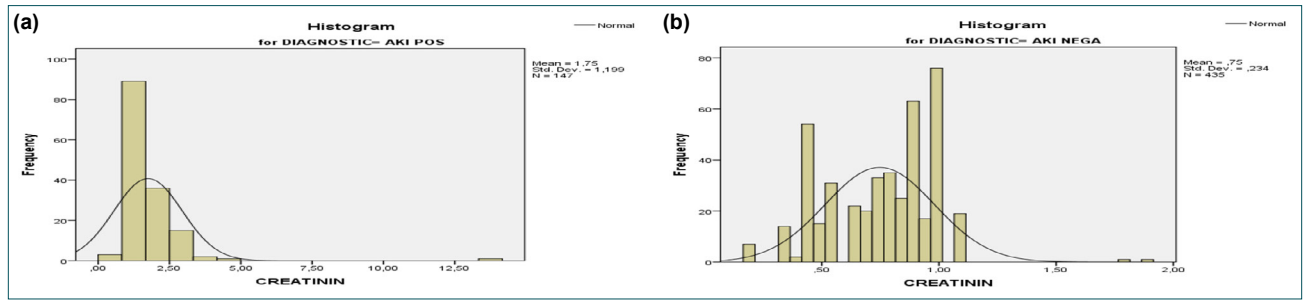 (a)
Histogram
for DIAGNOSTIC= AKI POS
Normal
Mean = 1,75
Std. Dev. = 1,199
N = 147
100
80
60
40
20
0
Frequency
,00 2,50 5,00 7,50 10,00 12,50
CREATININ
(b)
Histogram
for DIAGNOSTIC= AKI NEGA
Normal
Mean = ,75
Std. Dev. = ,234
N = 435
80
60
40
20
0
Frequency
,50 1,00 1,50 2,00
CREATININ